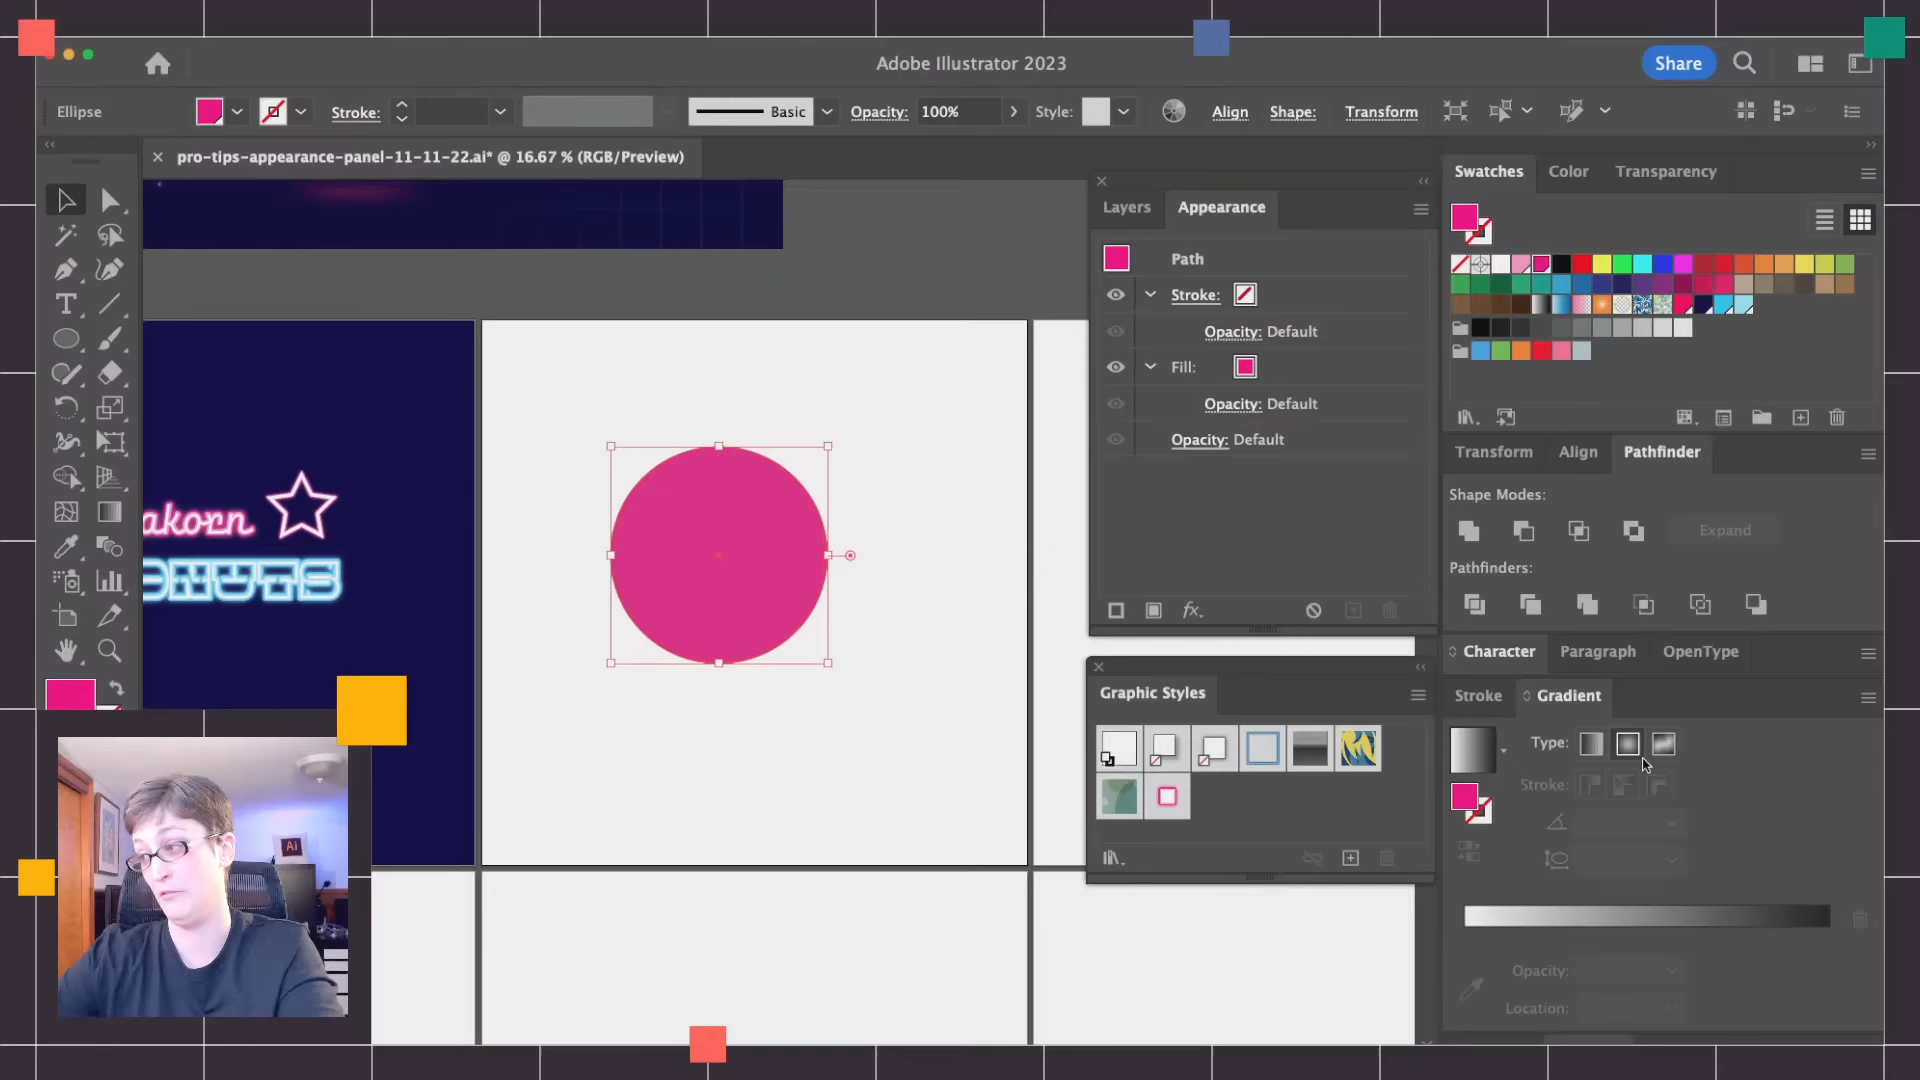 Adobe Illustrator 2023
Share
Ellipse
Stroke:
Basic
Opacity:
100%
Style:
Align
Shape:
Transform
pro-tips-appearance-panel-11-11-22.ai* @ 16.67 % (RGB/Preview)
Layers
Appearance
Path
Stroke:
Opacity: Default
Fill:
Opacity: Default
Opacity: Default
fx.
Graphic Styles
Swatches
Color
Transparency
Transform
Align
Pathfinder
Shape Modes:
Expand
Pathfinders:
Character
Paragraph
OpenType
Stroke
Gradient
Type:
Stroke:
Opacity:
Location:
akorn
ONUTS
Ai